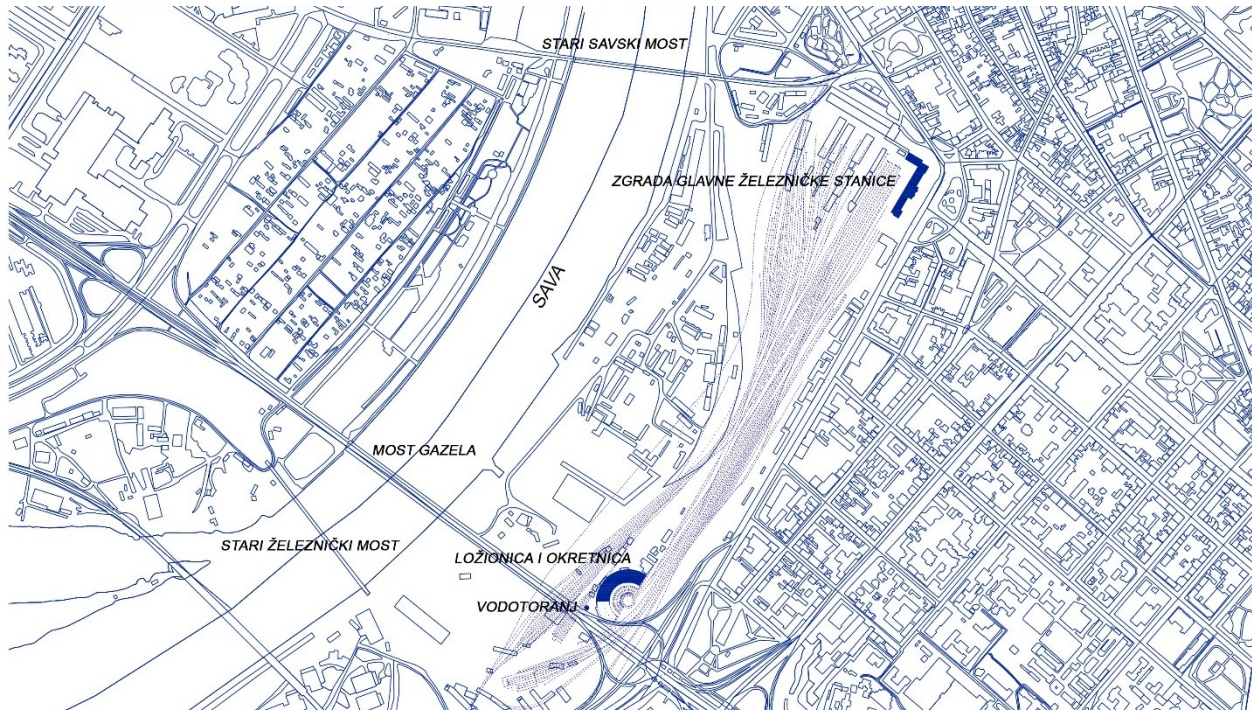 STARI SAVSKI MOST
ZGRADA GLAVNE ŽELEZNIČKE STANICE
SAVA
MOST GAZELA
STARI ŽELEZNIČKI MOST
LOŽIONICA I OKRETNICA
VODOTORANJ